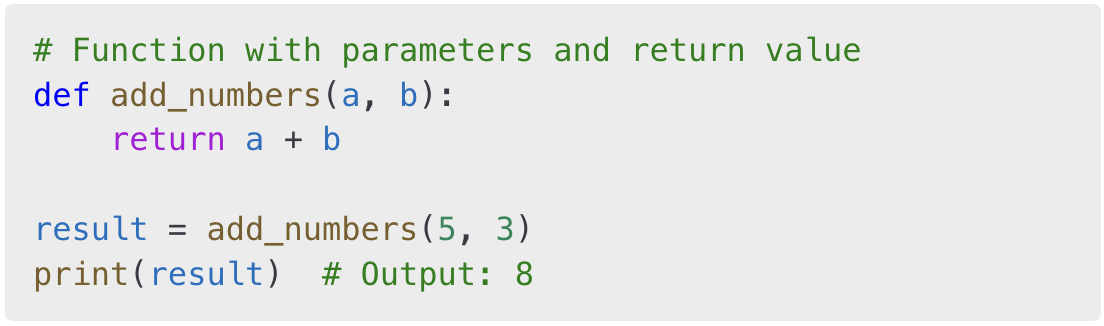 # Function with parameters and return value
def add_numbers(a, b):
    return a + b

result = add_numbers(5, 3)
print(result)  # Output: 8